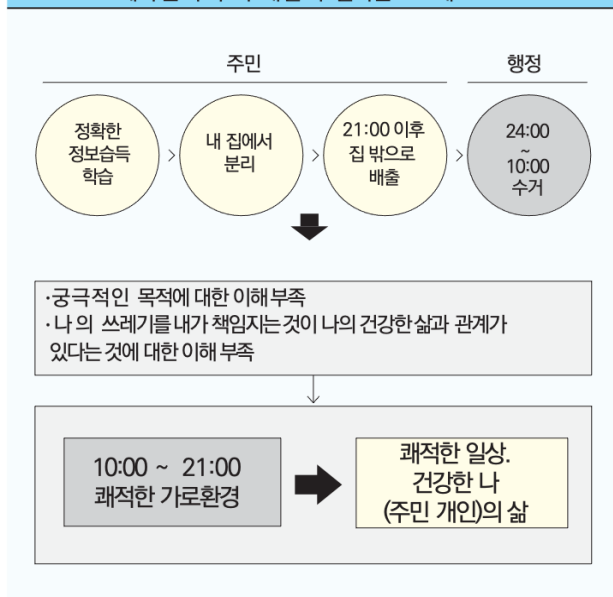 주민
행정
정확한
정보습득
학습
>
내 집에서
분리
>
21:00 이후
집 밖으로
배출
>
24:00
~
10:00
수거
·궁극적인 목적에 대한 이해 부족
·나 의 쓰레기를 내가 책임지는 것이 나의 건강한 삶과 관계가
있다는 것에 대한 이해 부족
10:00 ~ 21:00
쾌적한 가로환경
쾌적한 일상.
건강한 나
(주민 개인)의 삶